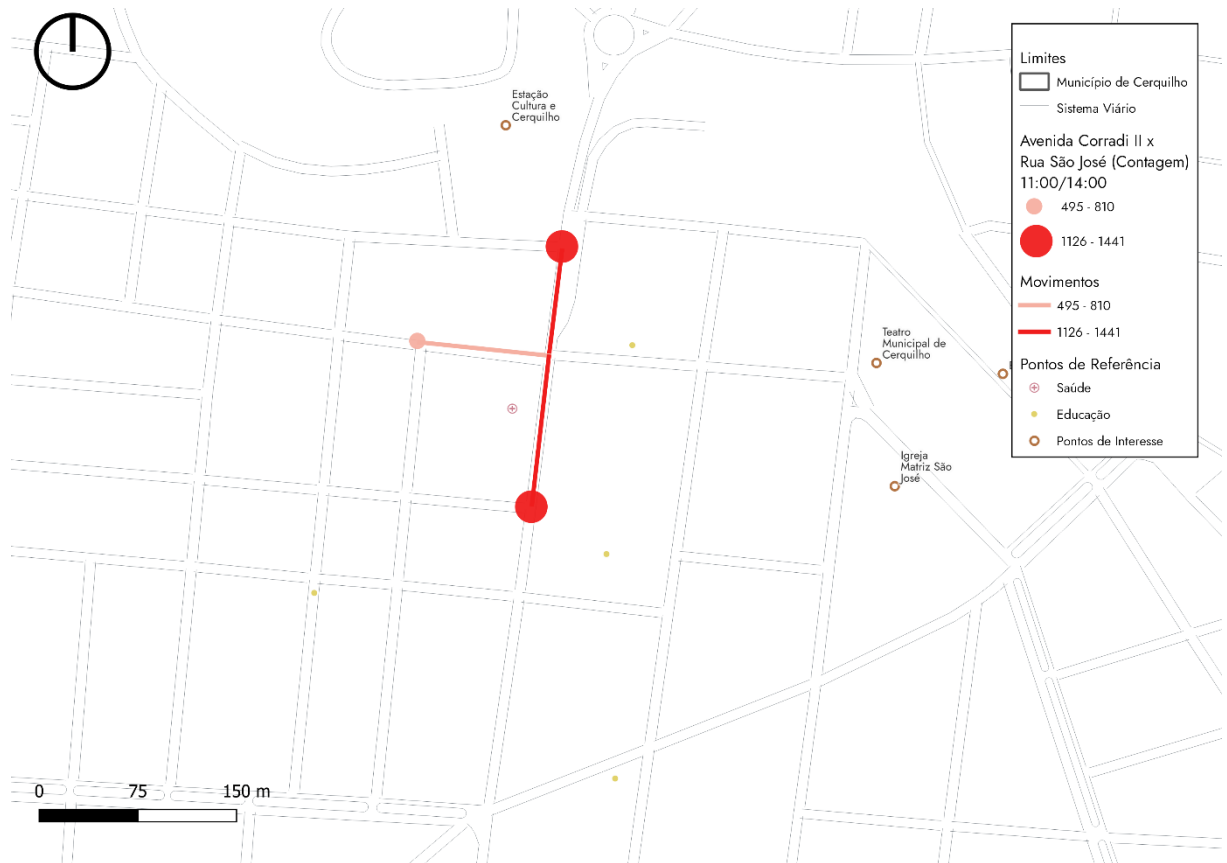 Estação
Cultura e
Cerquilho
Teatro
Municipal de
Cerquilho
Igreja
Matriz São
José
Limites
Município de Cerquilho
Sistema Viário
Avenida Corradi II x
Rua São José (Contagem)
11:00/14:00
495 - 810
1126 - 1441
Movimentos
495 - 810
1126 - 1441
Pontos de Referência
Saúde
Educação
Pontos de Interesse
0 75 150 m